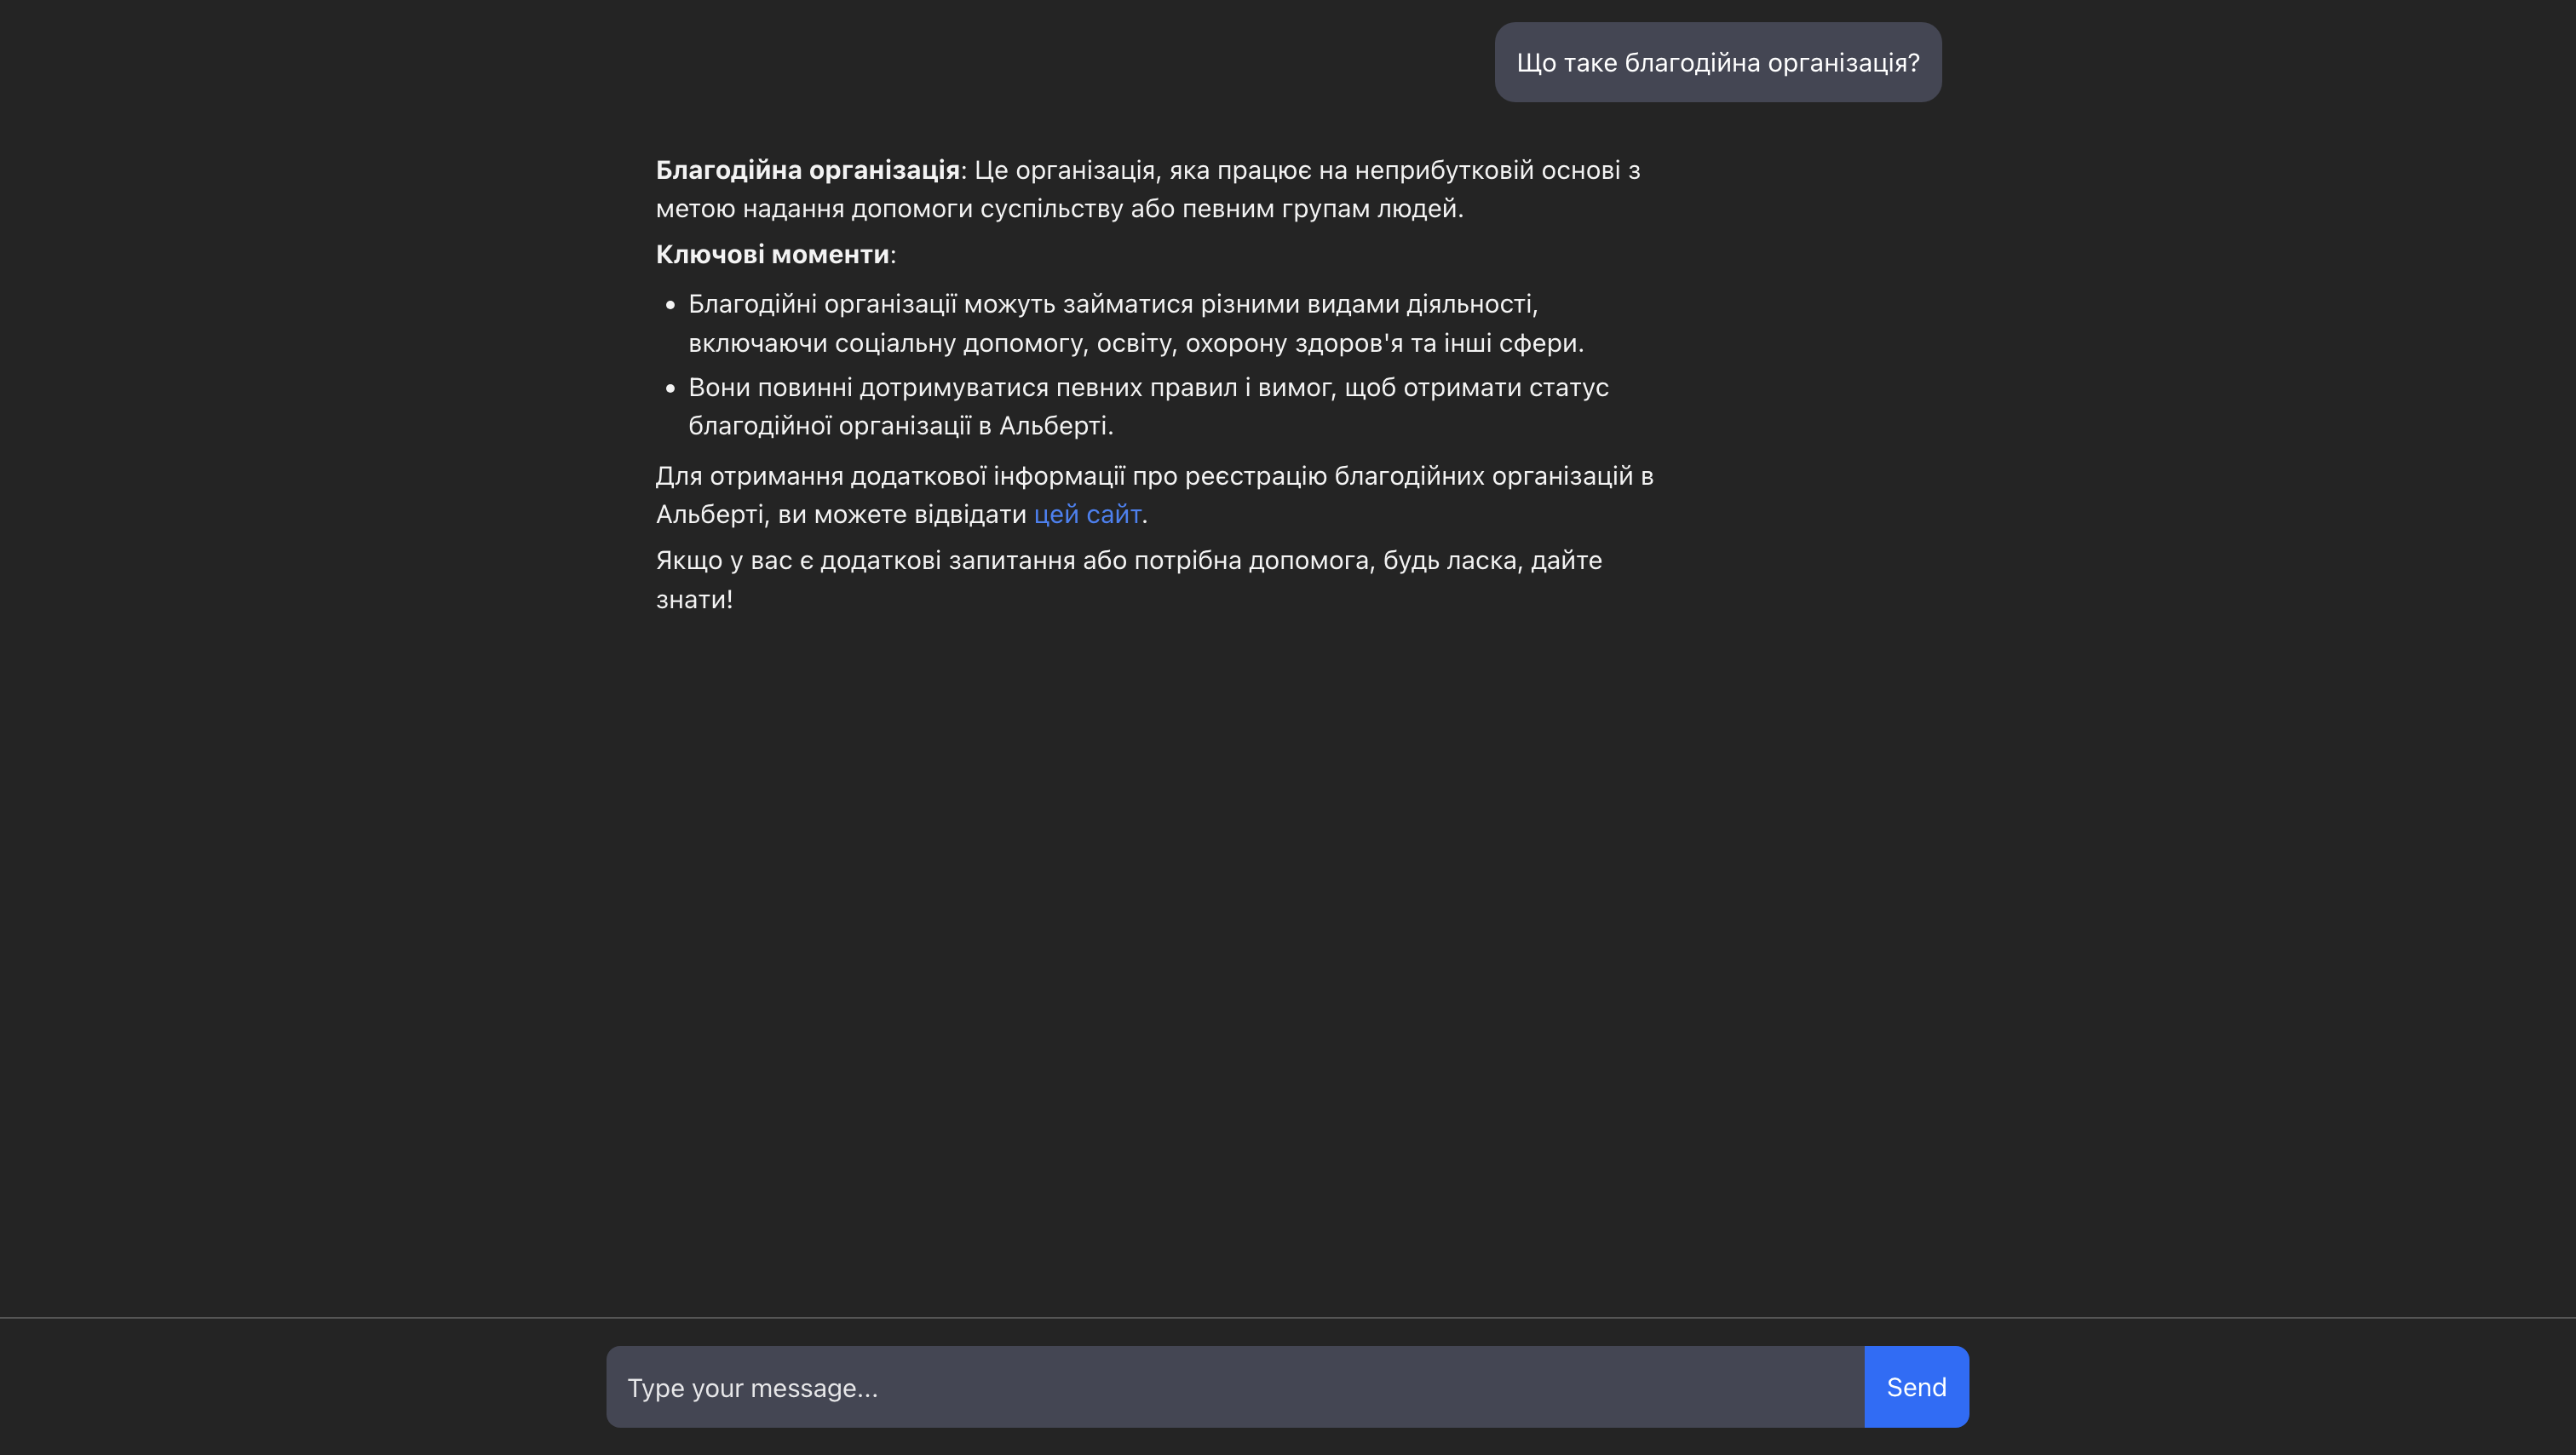 Що таке благодійна організація?
Благодійна організація: Це організація, яка працює на неприбутковій основі з
метою надання допомоги суспільству або певним групам людей.
Ключові моменти:
• Благодійні організації можуть займатися різними видами діяльності,
включаючи соціальну допомогу, освіту, охорону здоров'я та інші сфери.
• Вони повинні дотримуватися певних правил і вимог, щоб отримати статус
благодійної організації в Альберті.
Для отримання додаткової інформації про реєстрацію благодійних організацій в
Альберті, ви можете відвідати цей сайт.
Якщо у вас є додаткові запитання або потрібна допомога, будь ласка, дайте
знати!
Type your message...
Send